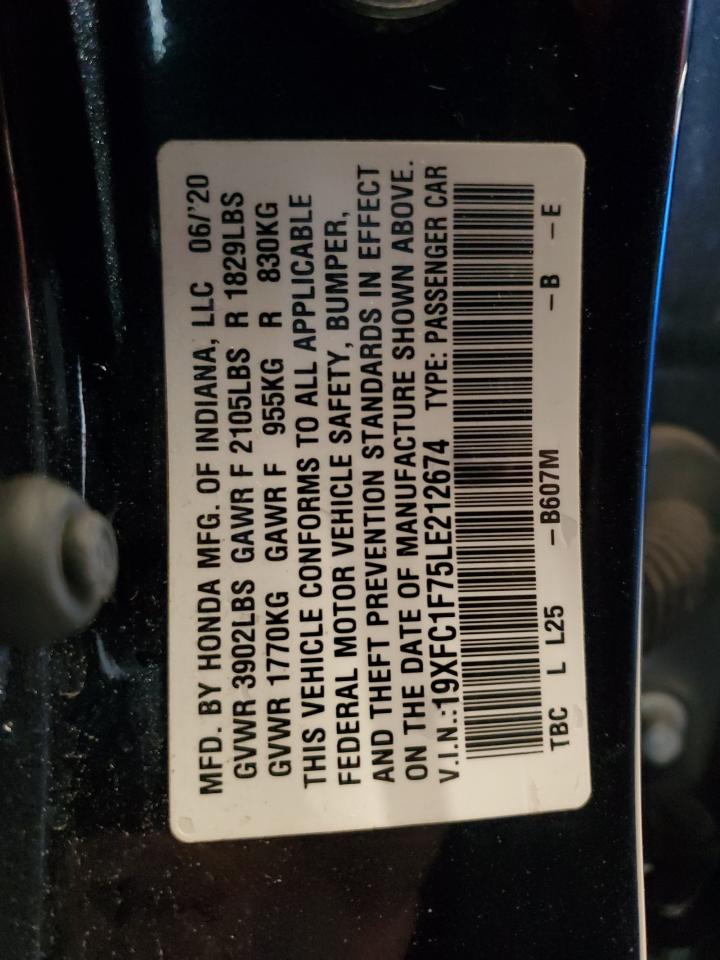 MFD. BY HONDA MFG. OF INDIANA, LLC 06/'20
GVWR 3902LBS GAWR F 2105LBS R 1829LBS
GVWR 1770KG GAWR F 955KG R 830KG
THIS VEHICLE CONFORMS TO ALL APPLICABLE
FEDERAL MOTOR VEHICLE SAFETY, BUMPER,
AND THEFT PREVENTION STANDARDS IN EFFECT
ON THE DATE OF MANUFACTURE SHOWN ABOVE.
V.I.N.:19XFC1F75LE212674 TYPE: PASSENGER CAR
TBC L L25 -B607M -B -E